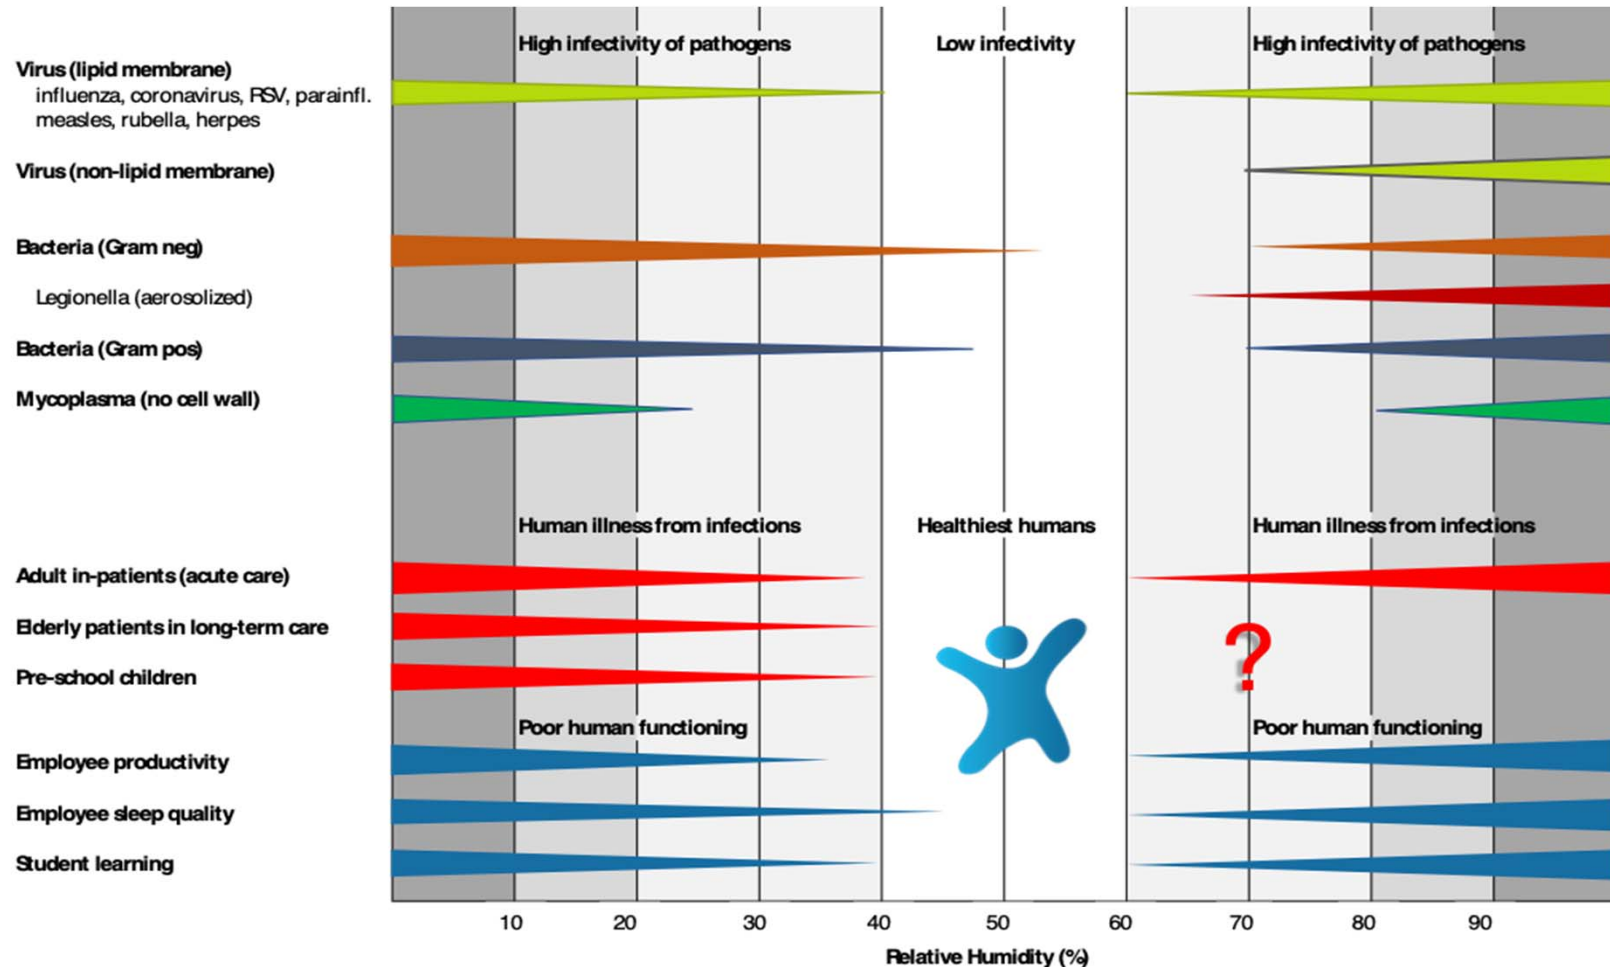 High infectivity of pathogens Low infectivity High infectivity of pathogens
Virus (lipid membrane)
influenza, coronavirus, RSV, parainfl.
measles, rubella, herpes
Virus (non-lipid membrane)
Bacteria (Gram neg)
Legionella (aerosolized)
Bacteria (Gram pos)
Mycoplasma (no cell wall)
Human illness from infections Healthiest humans Human illness from infections
Adult in-patients (acute care)
Elderly patients in long-term care
?
Pre-school children
Poor human functioning Poor human functioning
Employee productivity
Employee sleep quality
Student learning
10 20 30 40 50 60 70 80 90
Relative Humidity (%)